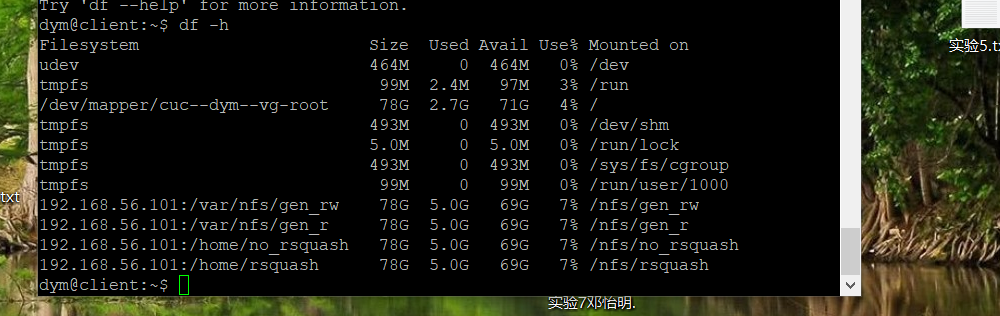 Try 'df --help' for more information.
dym@client:~$ df -h
Filesystem Size Used Avail Use% Mounted on
udev 464M 0 464M 0% /dev
tmpfs 99M 2.4M 97M 3% /run
/dev/mapper/cuc--dym--vg-root 78G 2.7G 71G 4% /
tmpfs 493M 0 493M 0% /dev/shm
tmpfs 5.0M 0 5.0M 0% /run/lock
tmpfs 493M 0 493M 0% /sys/fs/cgroup
tmpfs 99M 0 99M 0% /run/user/1000
192.168.56.101:/var/nfs/gen_rw 78G 5.0G 69G 7% /nfs/gen_rw
192.168.56.101:/var/nfs/gen_r 78G 5.0G 69G 7% /nfs/gen_r
192.168.56.101:/home/no_rsquash 78G 5.0G 69G 7% /nfs/no_rsquash
192.168.56.101:/home/rsquash 78G 5.0G 69G 7% /nfs/rsquash
dym@client:~$
实验5.tx
txt
实验7邓怡明.